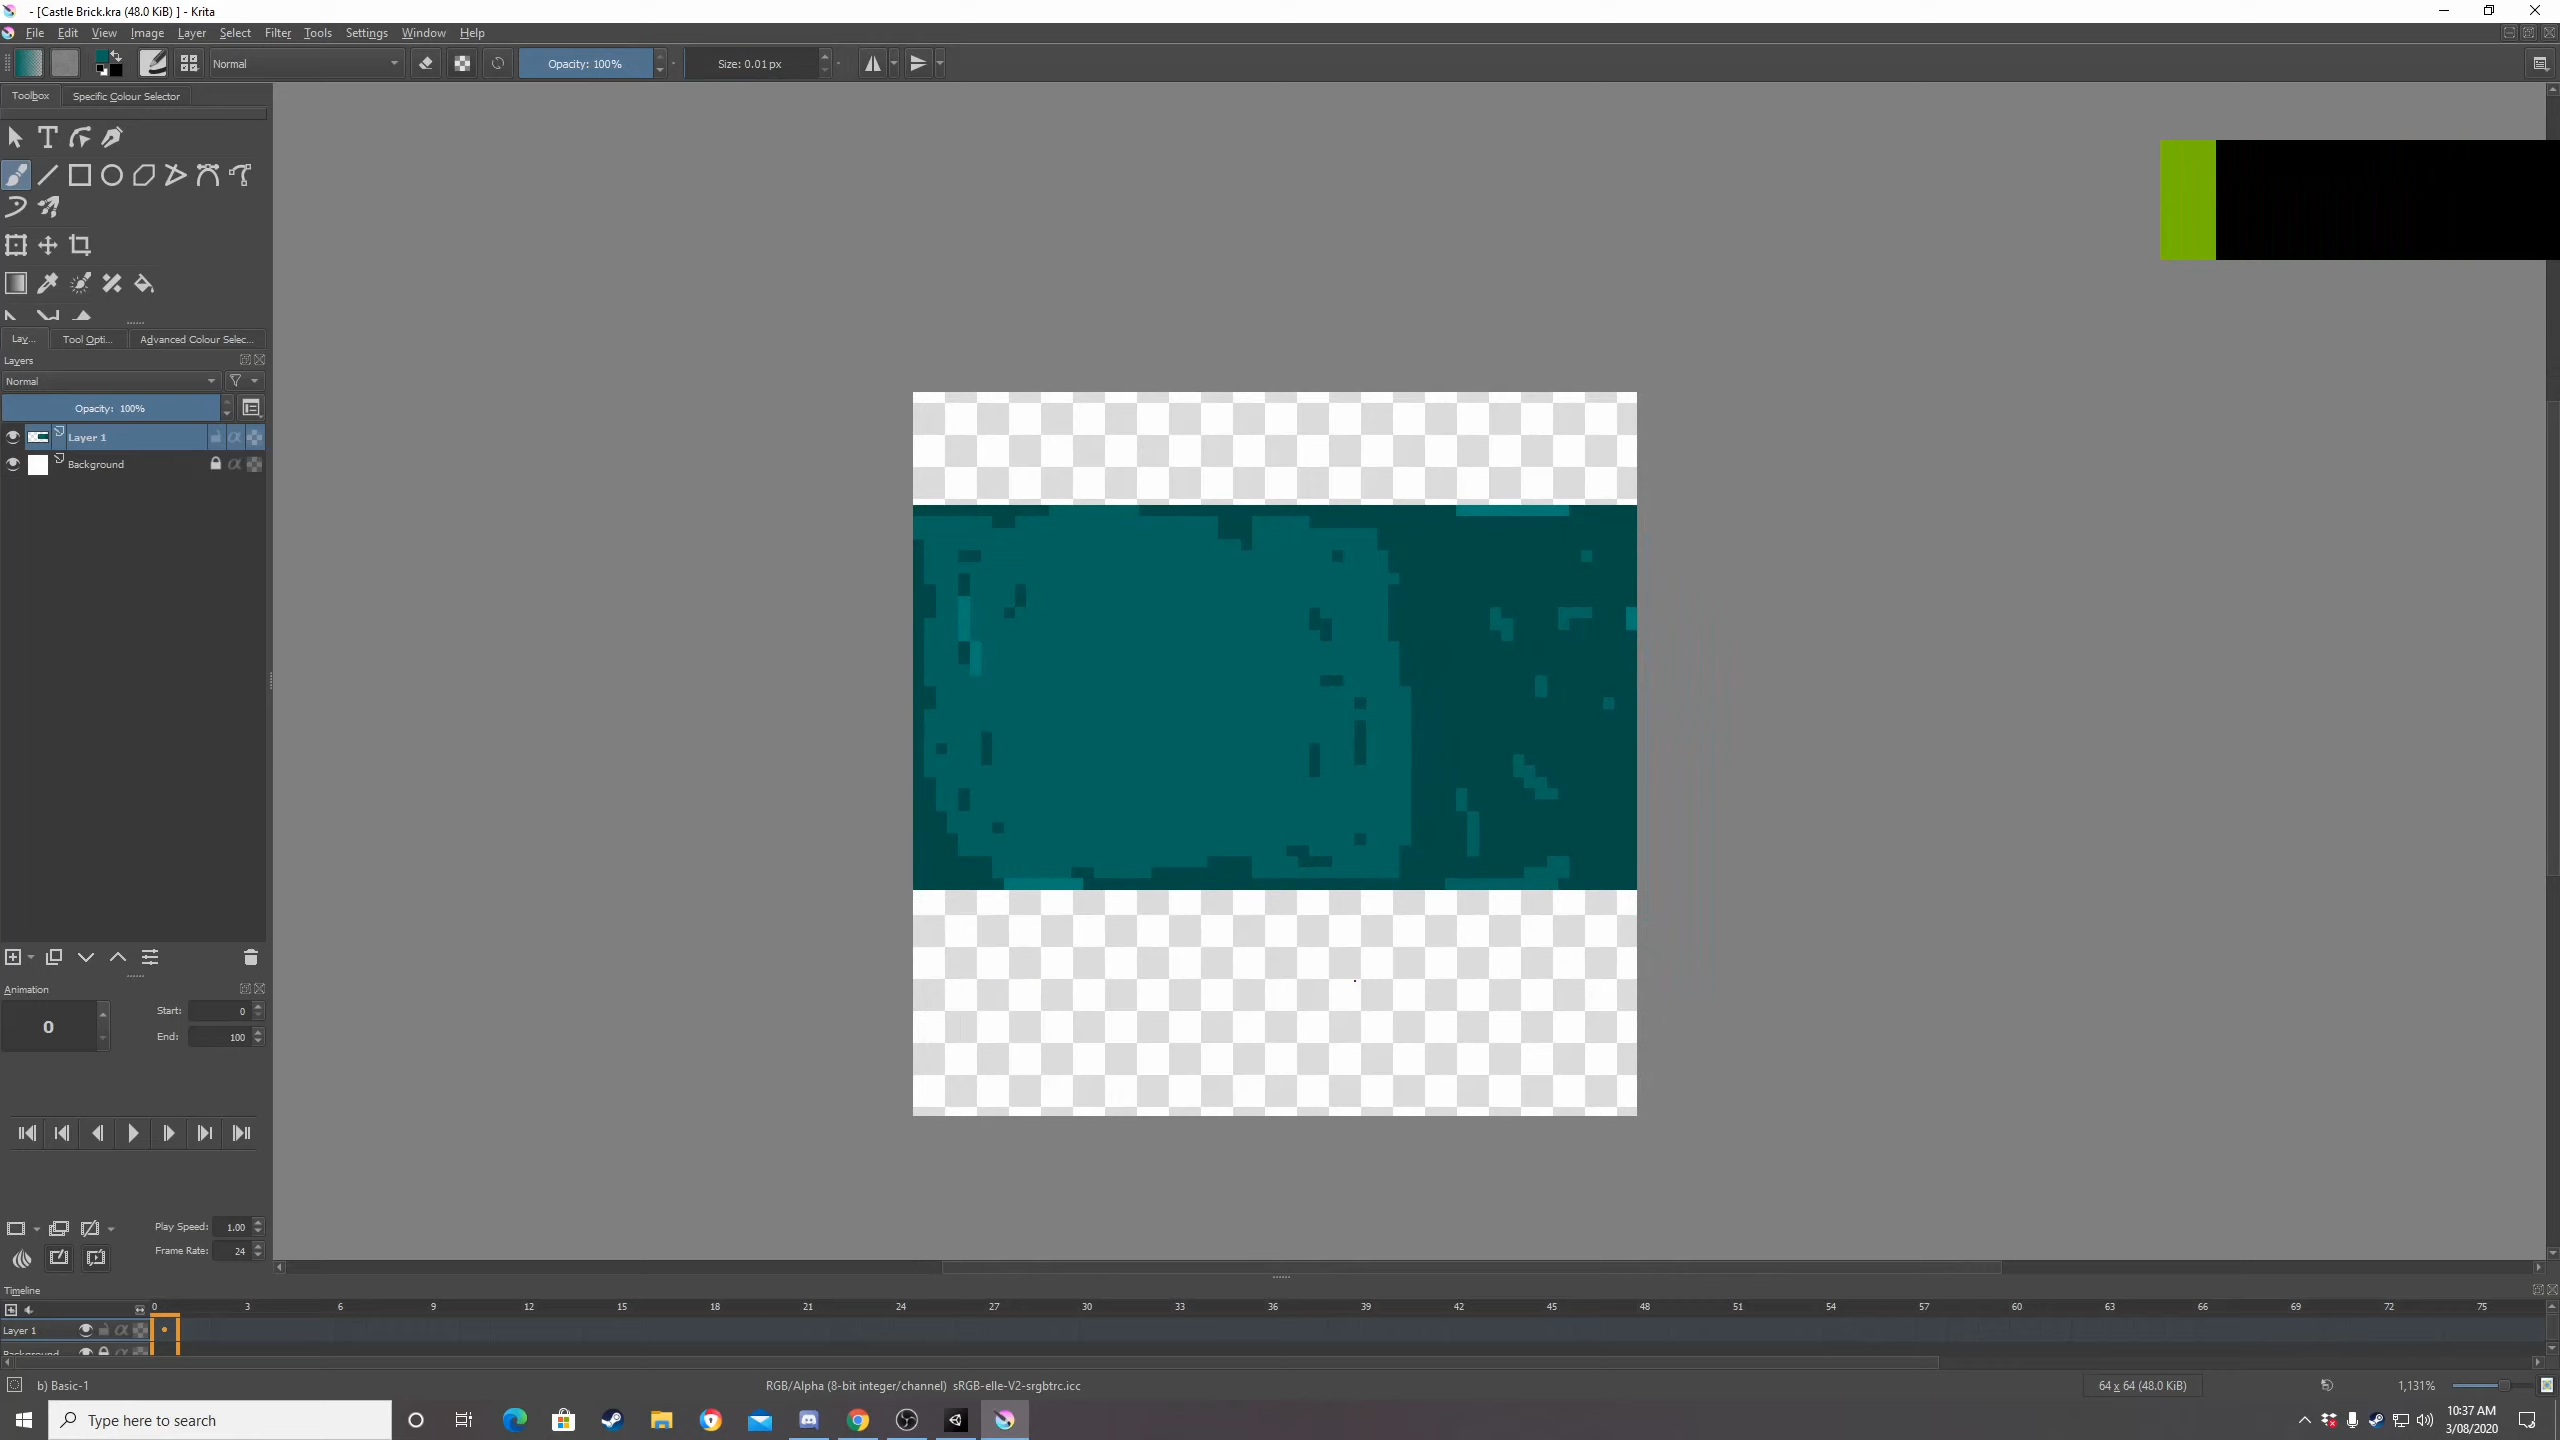 - [Castle Brick.kra (48.0 KiB) ] - Krita
File Edit View Image Layer Select Filter Tools Settings Window Help
Normal Opacity: 100% Size: 0.01 px
Toolbox Specific Colour Selector
Lay... Tool Opti... Advanced Colour Selec...
Layers
Normal
Opacity: 100%
Layer 1
Background
Animation
0 Start: 0
End: 100
Play Speed: 1.00
Frame Rate: 24
Timeline
0 3 6 9 12 15 18 21 24 27 30 33 36 39 42 45 48 51 54 57 60 63 66 69 72 75
Layer 1
Background
b) Basic-1 RGB/Alpha (8-bit integer/channel) sRGB-elle-V2-srgbtrc.icc 64 x 64 (48.0 KiB) 1,131%
Type here to search 10:37 AM
3/08/2020